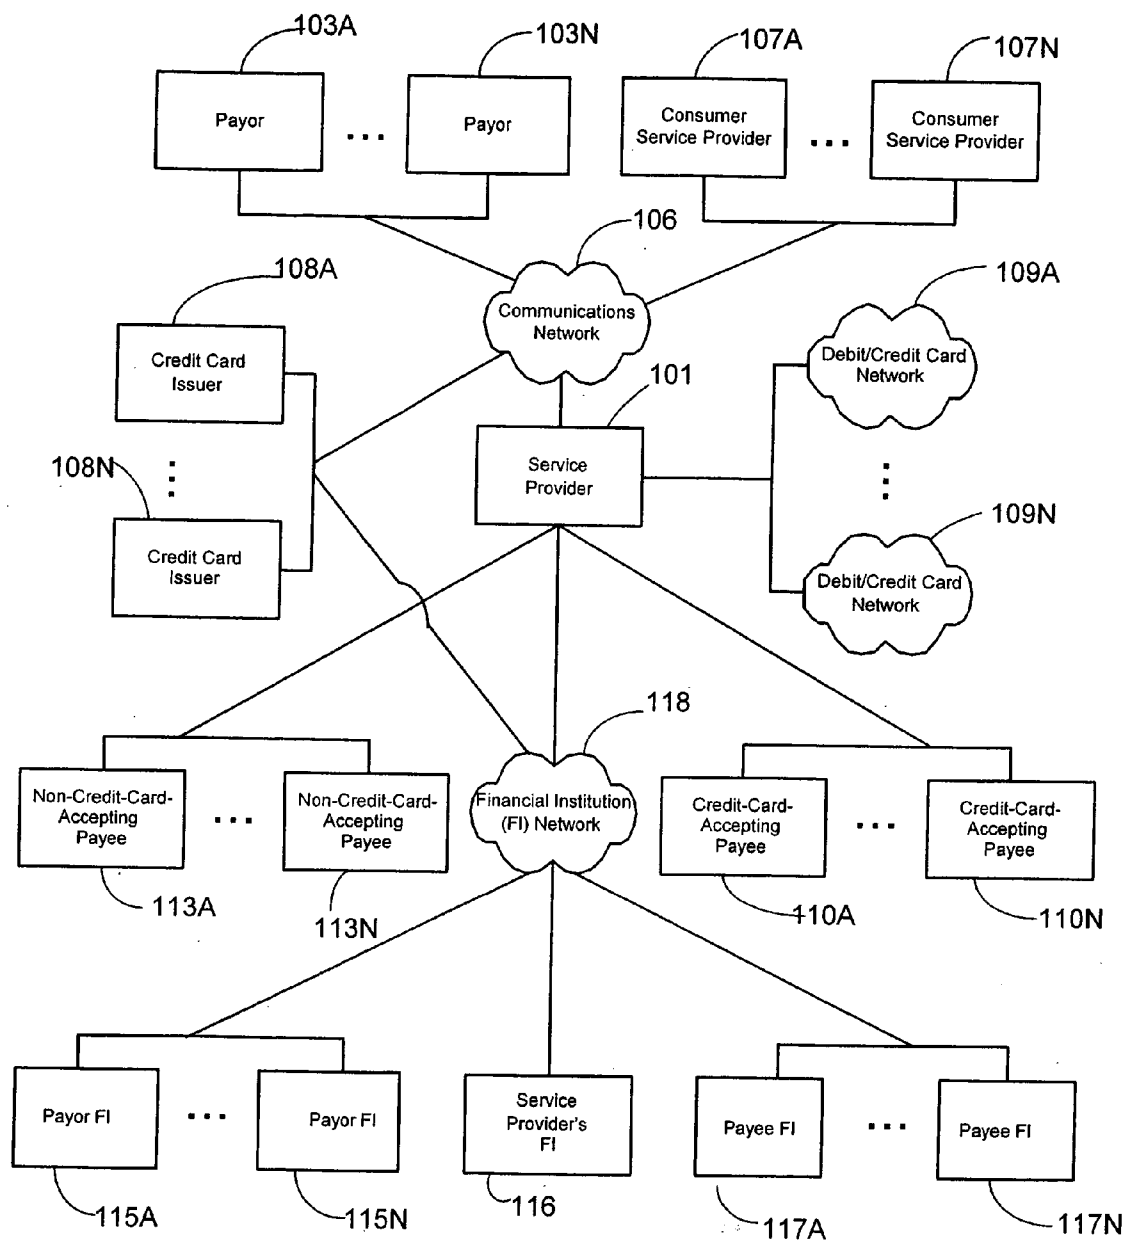 103A
103N
107A
107N
Payor
Payor
Consumer
Service Provider
Consumer
Service Provider
106
108A
109A
Communications
Network
Credit Card
Issuer
Debit/Credit Card
Network
101
108N
Service
Provider
109N
Credit Card
Issuer
Debit/Credit Card
Network
118
Non-Credit-Card-
Accepting
Payee
Non-Credit-Card-
Accepting
Payee
Financial Institution
(FI) Network
Credit-Card-
Accepting
Payee
Credit-Card-
Accepting
Payee
113A
113N
110A
110N
Payor FI
Payor FI
Service
Provider's
FI
Payee FI
Payee FI
115A
115N
116
117A
117N